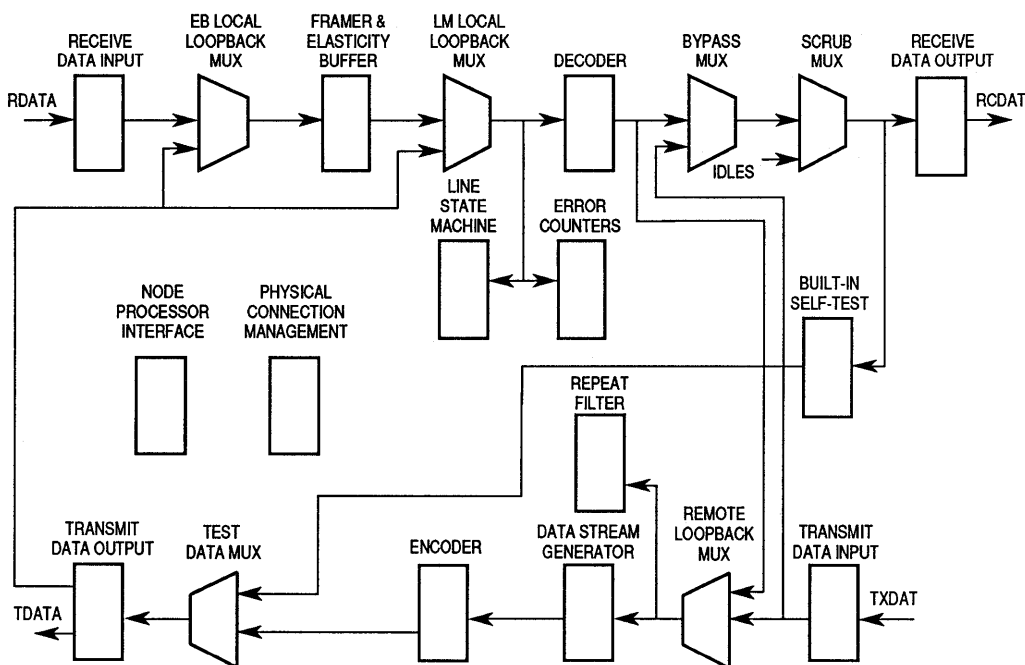 RECEIVE
DATA INPUT
EB LOCAL
LOOPBACK
MUX
FRAMER &
ELASTICITY
BUFFER
LM LOCAL
LOOPBACK
MUX
DECODER
BYPASS
MUX
SCRUB
MUX
RECEIVE
DATA OUTPUT
RDATA
RCDAT
IDLES
LINE
STATE
MACHINE
ERROR
COUNTERS
NODE
PROCESSOR
INTERFACE
PHYSICAL
CONNECTION
MANAGEMENT
BUILT-IN
SELF-TEST
REPEAT
FILTER
TRANSMIT
DATA OUTPUT
TEST
DATA MUX
ENCODER
DATA STREAM
GENERATOR
REMOTE
LOOPBACK
MUX
TRANSMIT
DATA INPUT
TDATA
TXDAT